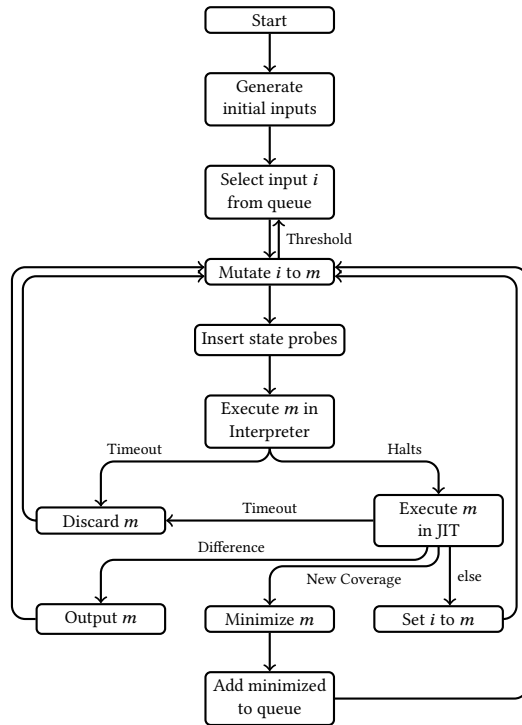 Start
Generate
initial inputs
Select input i
from queue
Threshold
Mutate i to m
Insert state probes
Execute m in
Interpreter
Timeout
Halts
Discard m
Timeout
Execute m
in JIT
Difference
New Coverage
else
Output m
Minimize m
Set i to m
Add minimized
to queue